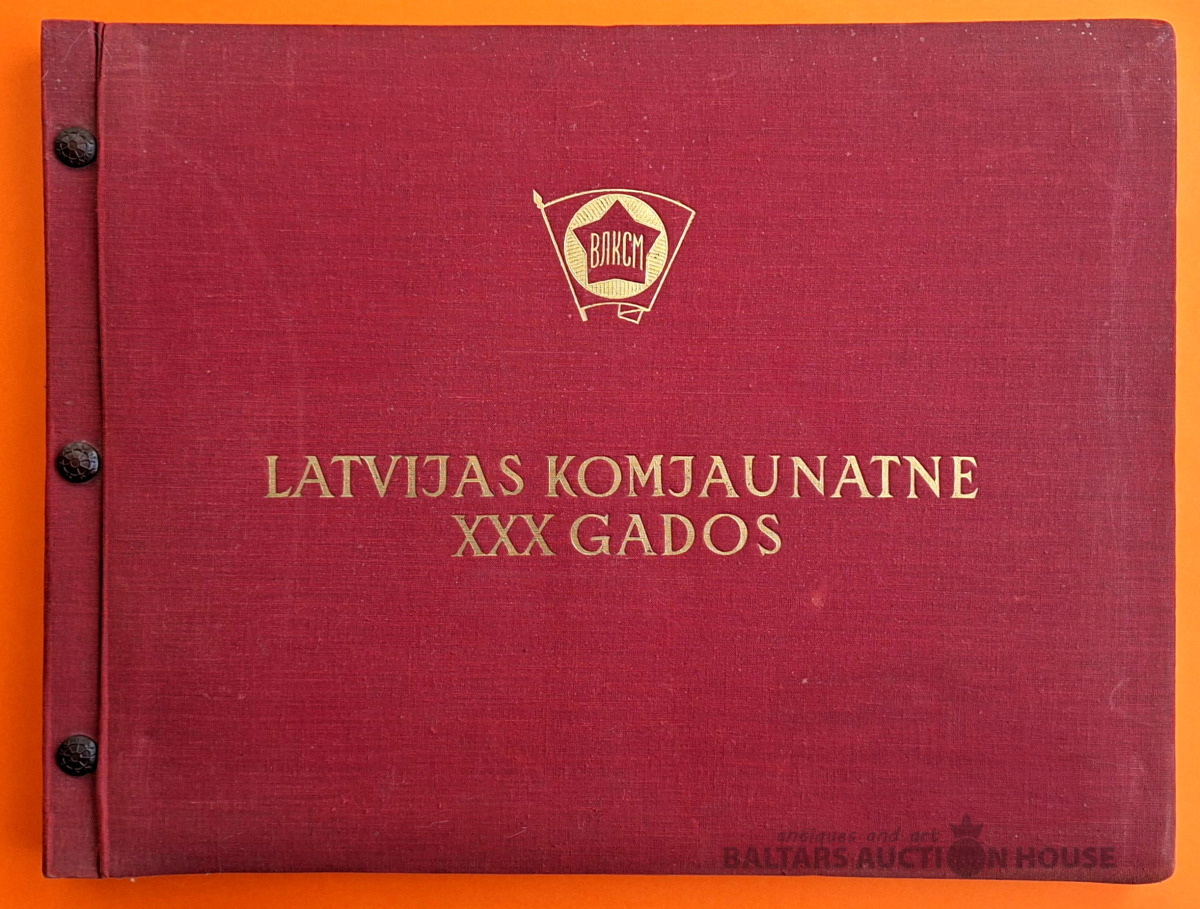 ВЛКСМ
LATVIJAS KOMJAUNATNE
XXX GADOS
antiques and art
BALTARS AUCTION HOUSE